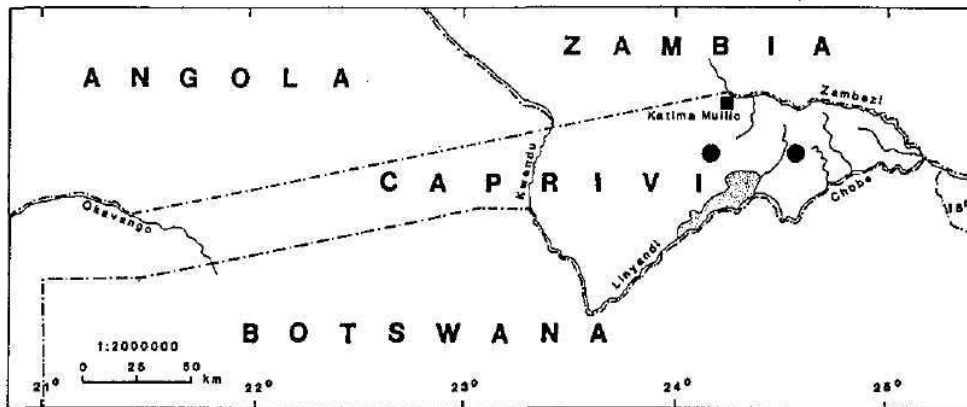 ZAMBIA
ANGOLA
Zambezi
Katima Mulilo
Kwandu
CAPRIVI
Okavango
Chobe
Linyandi
BOTSWANA
1:2000000
0 25 50
km
21° 22° 23° 24° 25°